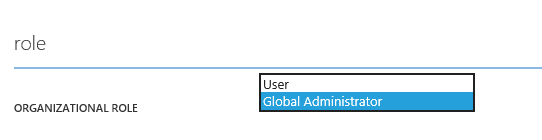 role
User
Global Administrator
ORGANIZATIONAL ROLE